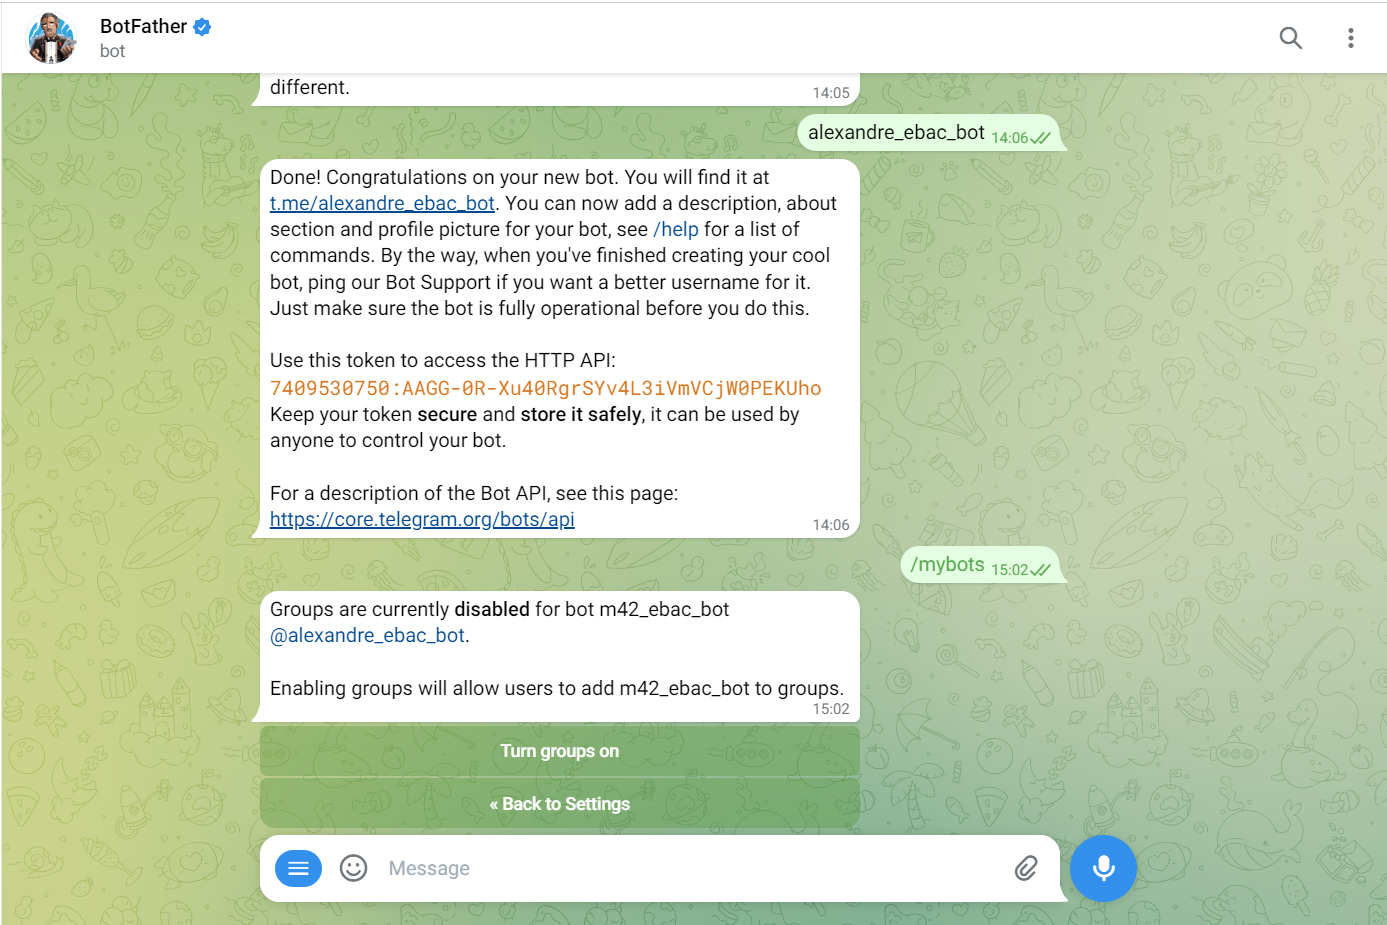 BotFather
bot
different.
14:05
alexandre_ebac_bot 14:06
Done! Congratulations on your new bot. You will find it at
t.me/alexandre_ebac_bot. You can now add a description, about
section and profile picture for your bot, see /help for a list of
commands. By the way, when you've finished creating your cool
bot, ping our Bot Support if you want a better username for it.
Just make sure the bot is fully operational before you do this.
Use this token to access the HTTP API:
7409530750:AAGG-0R-Xu40RgrSYv4L3iVmVCjW0PEKUho
Keep your token secure and store it safely, it can be used by
anyone to control your bot.
For a description of the Bot API, see this page:
https://core.telegram.org/bots/api
14:06
/mybots 15:02
Groups are currently disabled for bot m42_ebac_bot
@alexandre_ebac_bot.
Enabling groups will allow users to add m42_ebac_bot to groups.
15:02
Turn groups on
« Back to Settings
Message